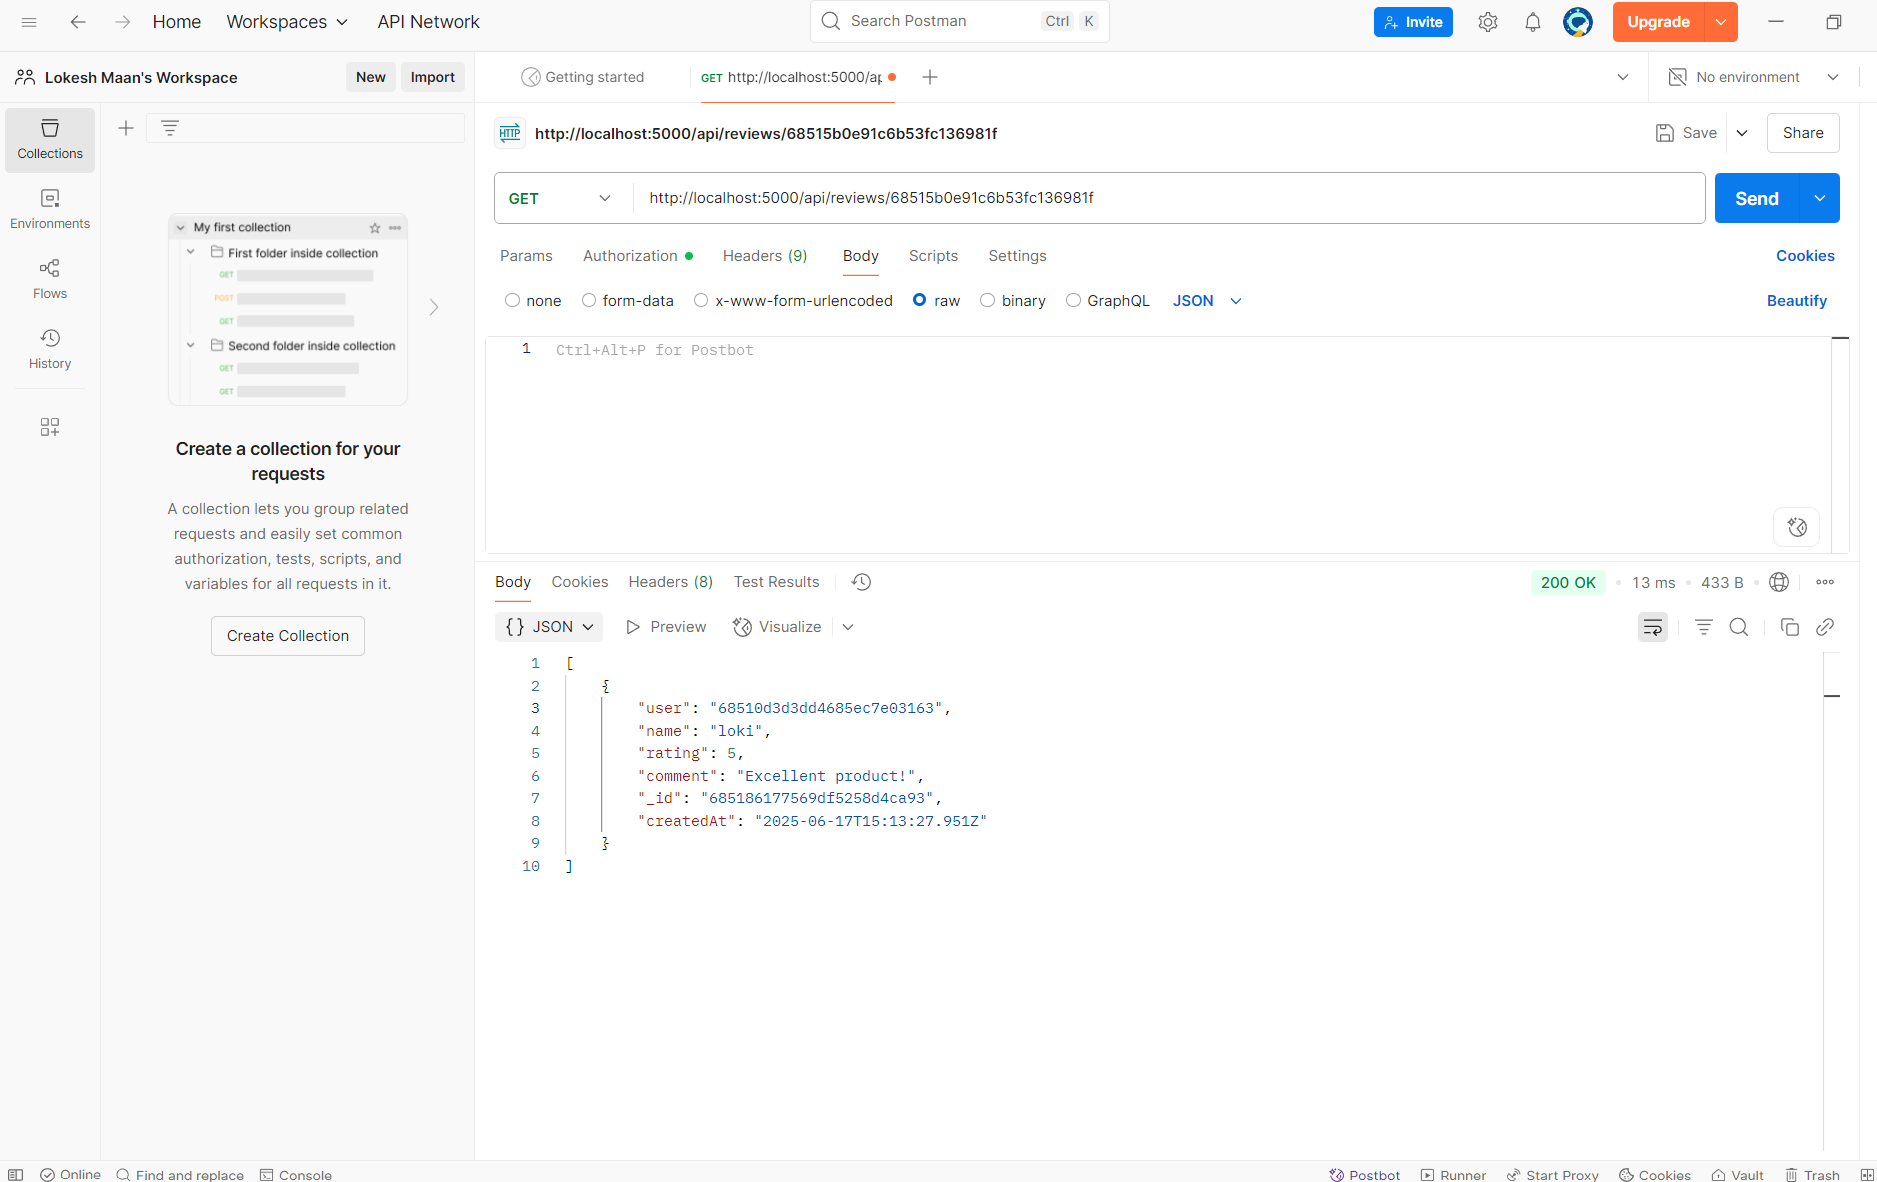 Home Workspaces API Network Search Postman Ctrl K Invite Upgrade
Lokesh Maan's Workspace New Import Getting started GET http://localhost:5000/ap No environment
Collections
Environments
Flows
History
My first collection
First folder inside collection
GET
POST
GET
Second folder inside collection
GET
GET
Create a collection for your
requests
A collection lets you group related
requests and easily set common
authorization, tests, scripts, and
variables for all requests in it.
Create Collection
HTTP http://localhost:5000/api/reviews/68515b0e91c6b53fc136981f Save Share
GET http://localhost:5000/api/reviews/68515b0e91c6b53fc136981f Send
Params Authorization Headers (9) Body Scripts Settings Cookies
none form-data x-www-form-urlencoded raw binary GraphQL JSON Beautify
1 Ctrl+Alt+P for Postbot
Body Cookies Headers (8) Test Results 200 OK 13 ms 433 B
{} JSON Preview Visualize
1 [
2 {
3 "user": "68510d3d3dd4685ec7e03163",
4 "name": "loki",
5 "rating": 5,
6 "comment": "Excellent product!",
7 "_id": "685186177569df5258d4ca93",
8 "createdAt": "2025-06-17T15:13:27.951Z"
9 }
10 ]
Online Find and replace Console Postbot Runner Start Proxy Cookies Vault Trash